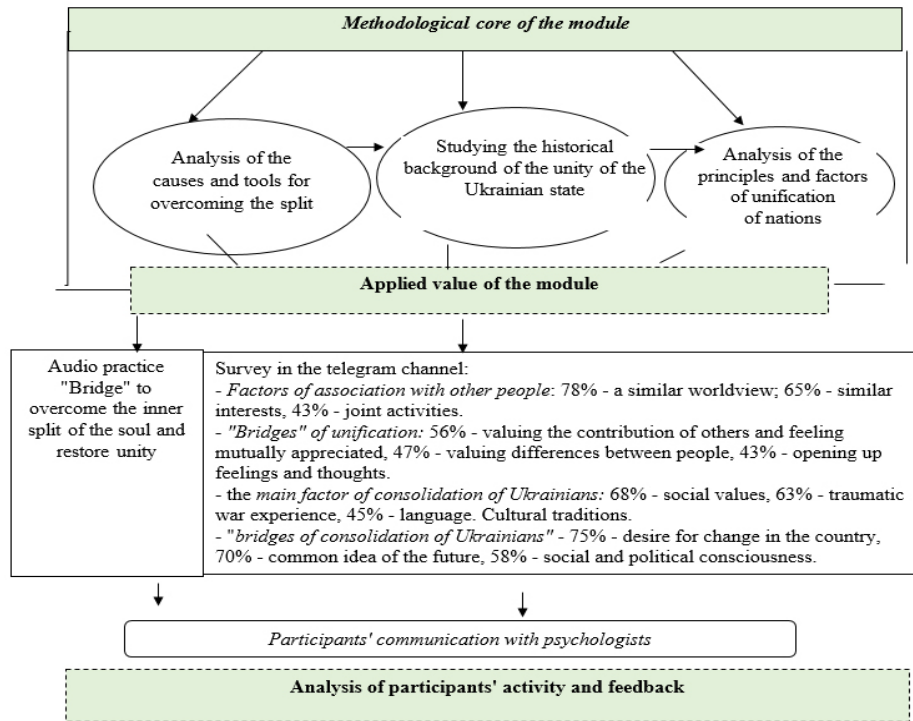 Methodological core of the module
Analysis of the
causes and tools for
overcoming the split
Studying the historical
background of the unity of the
Ukrainian state
Analysis of the
principles and factors
of unification
of nations
Applied value of the module
Audio practice
"Bridge" to
overcome the inner
split of the soul and
restore unity
Survey in the telegram channel:
- Factors of association with other people: 78% - a similar worldview; 65% - similar
interests, 43% - joint activities.
- "Bridges" of unification: 56% - valuing the contribution of others and feeling
mutually appreciated, 47% - valuing differences between people, 43% - opening up
feelings and thoughts.
- the main factor of consolidation of Ukrainians: 68% - social values, 63% - traumatic
war experience, 45% - language. Cultural traditions.
- "bridges of consolidation of Ukrainians" - 75% - desire for change in the country,
70% - common idea of the future, 58% - social and political consciousness.
Participants' communication with psychologists
Analysis of participants' activity and feedback